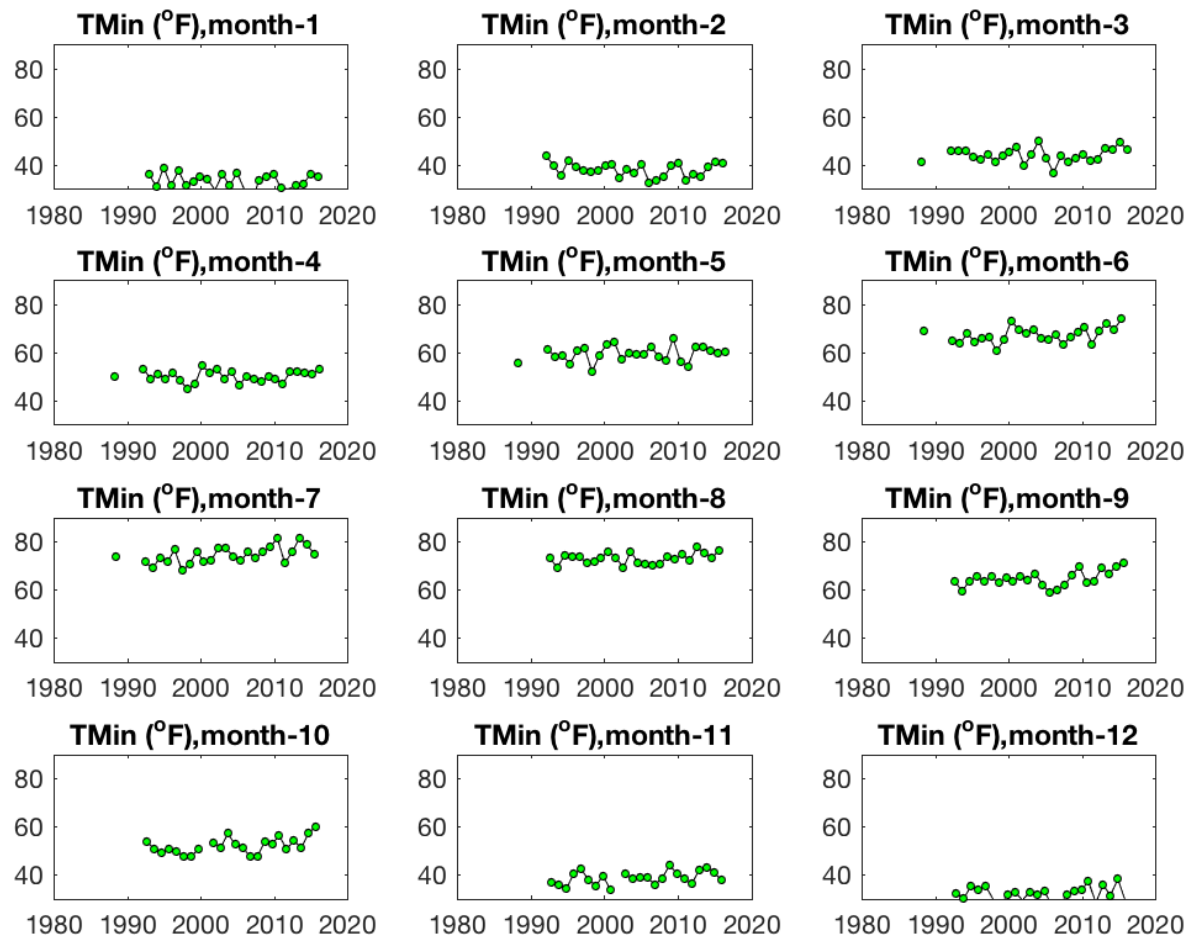 TMin (°F),month-1 TMin (°F),month-2 TMin (°F),month-3
80 80 80
60 60 60
40 40 40
1980 1990 2000 2010 2020 1980 1990 2000 2010 2020 1980 1990 2000 2010 2020
TMin (°F),month-4 TMin (°F),month-5 TMin (°F),month-6
80 80 80
60 60 60
40 40 40
1980 1990 2000 2010 2020 1980 1990 2000 2010 2020 1980 1990 2000 2010 2020
TMin (°F),month-7 TMin (°F),month-8 TMin (°F),month-9
80 80 80
60 60 60
40 40 40
1980 1990 2000 2010 2020 1980 1990 2000 2010 2020 1980 1990 2000 2010 2020
TMin (°F),month-10 TMin (°F),month-11 TMin (°F),month-12
80 80 80
60 60 60
40 40 40
1980 1990 2000 2010 2020 1980 1990 2000 2010 2020 1980 1990 2000 2010 2020